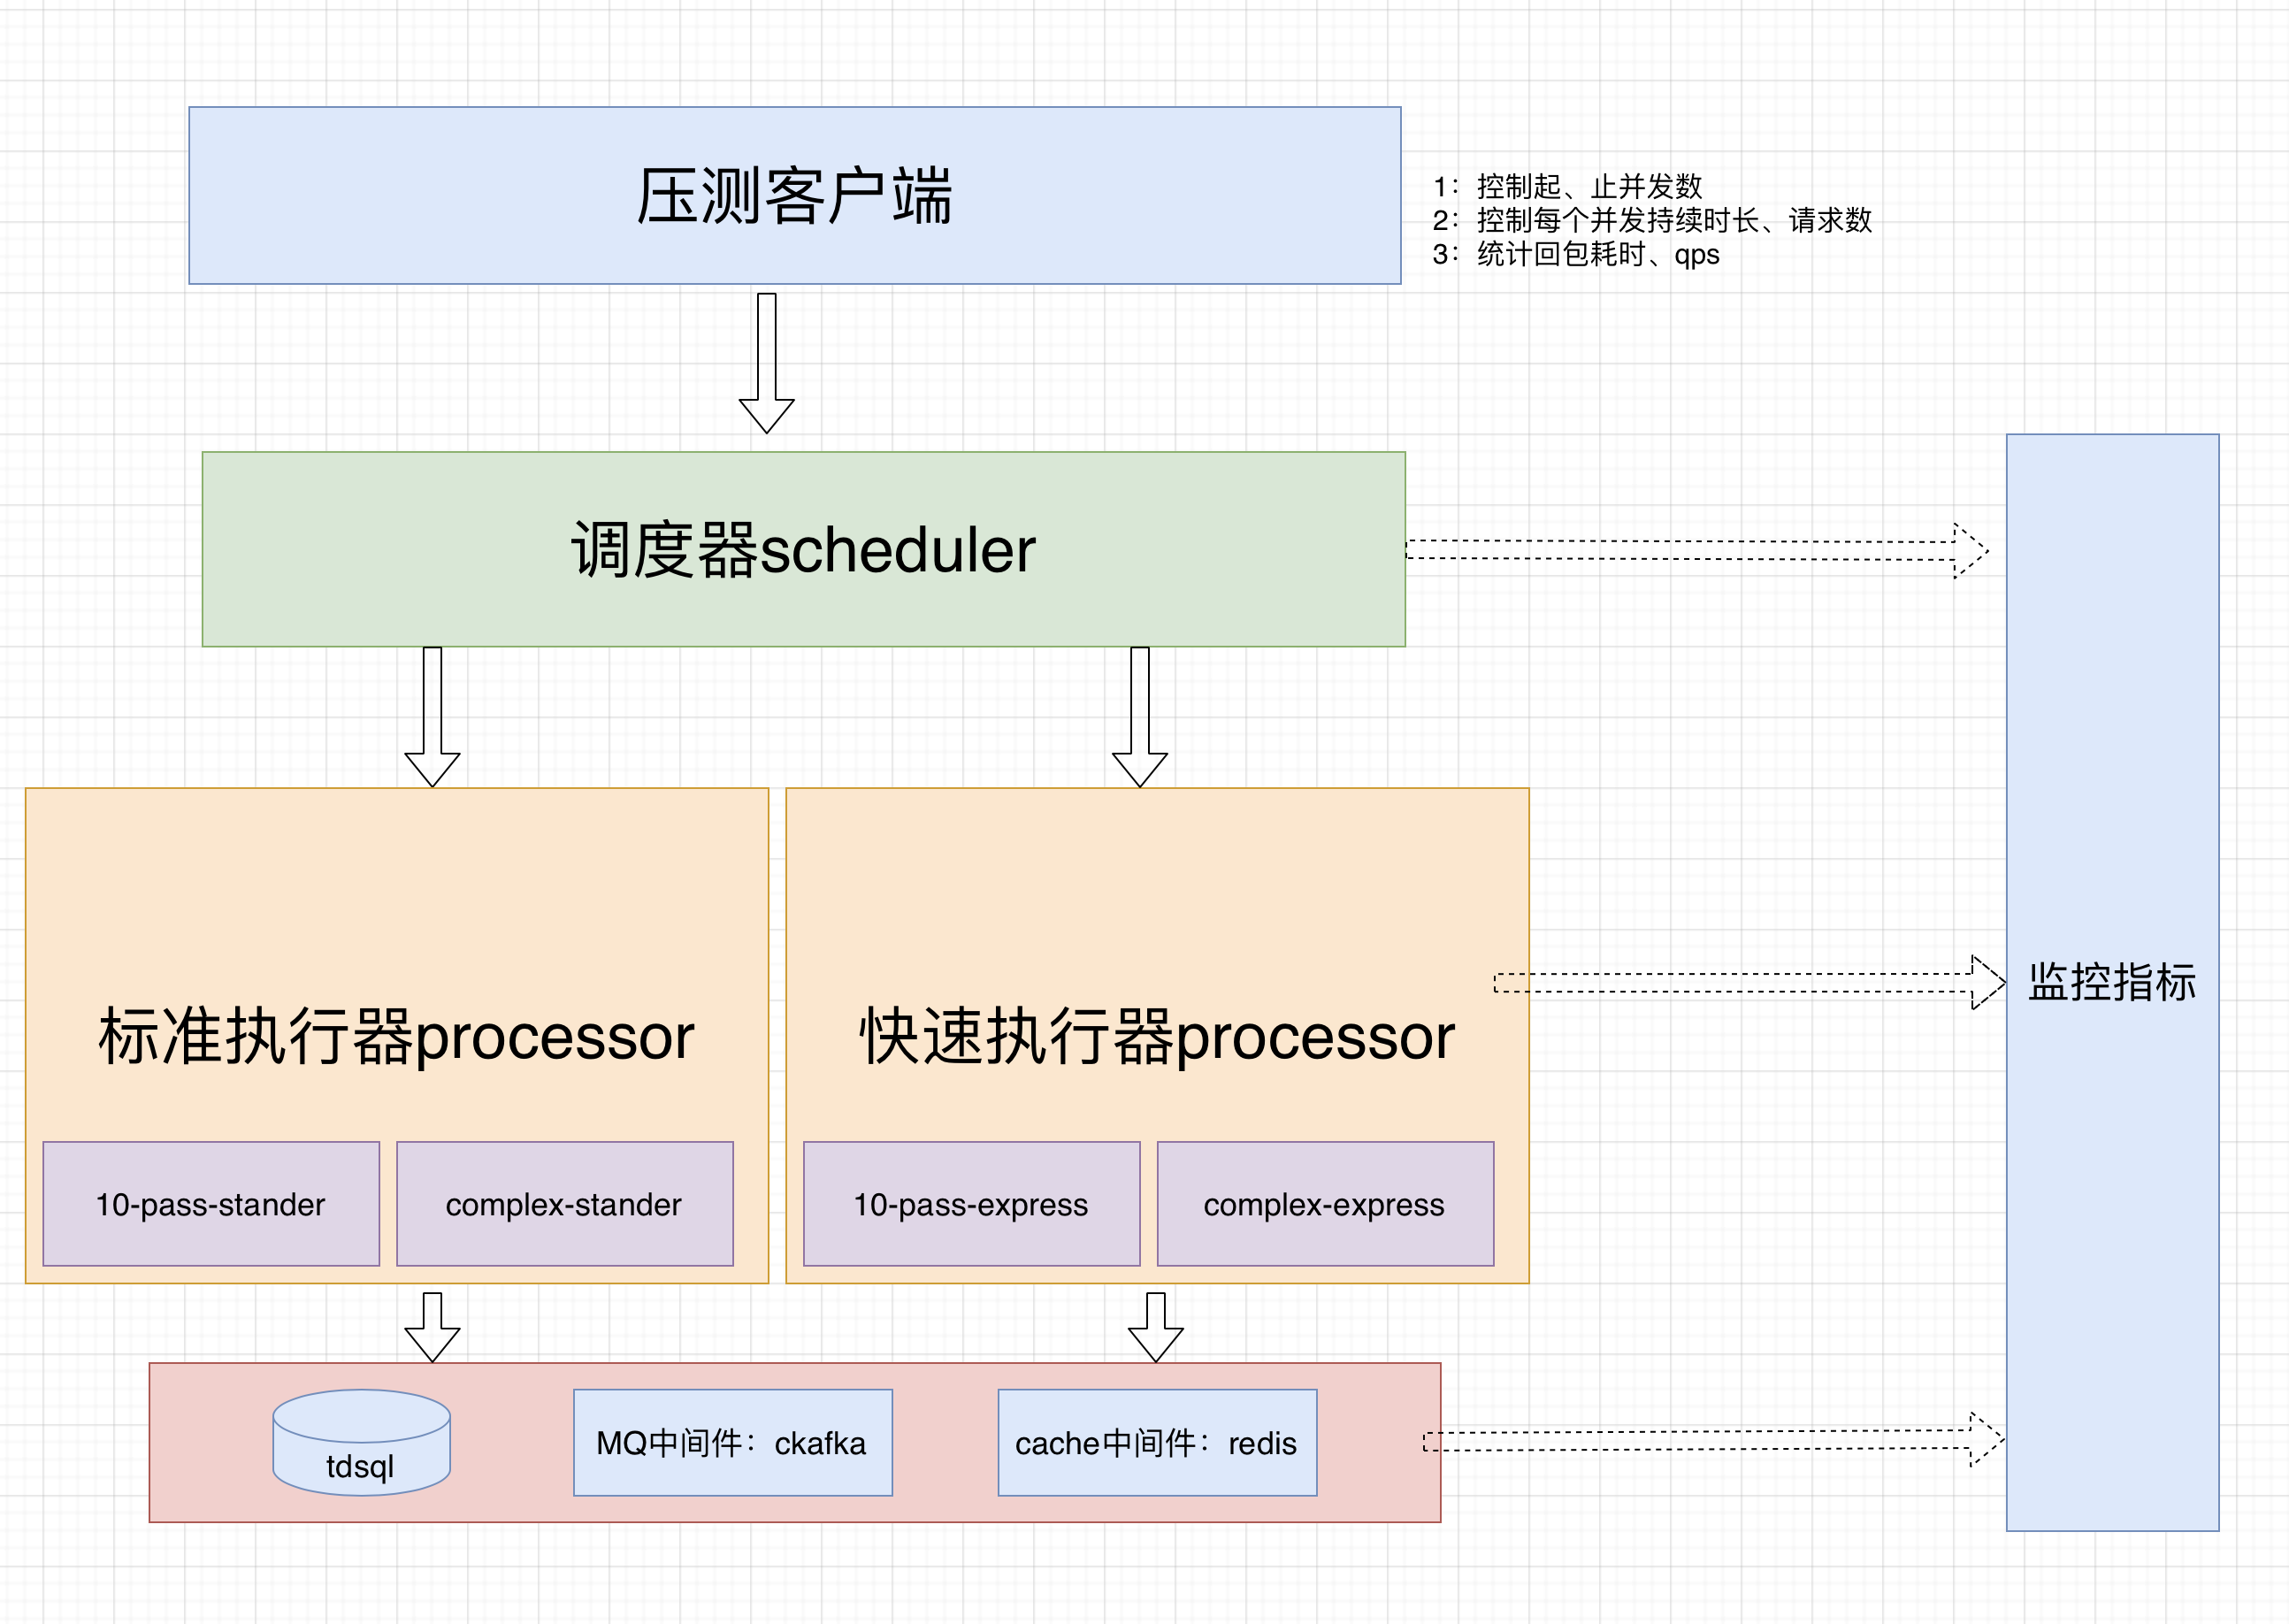 压测客户端
1：控制起、止并发数
2：控制每个并发持续时长、请求数
3：统计回包耗时、qps
调度器scheduler
监控指标
标准执行器processor
快速执行器processor
10-pass-stander
complex-stander
10-pass-express
complex-express
tdsql
MQ中间件：ckafka
cache中间件：redis